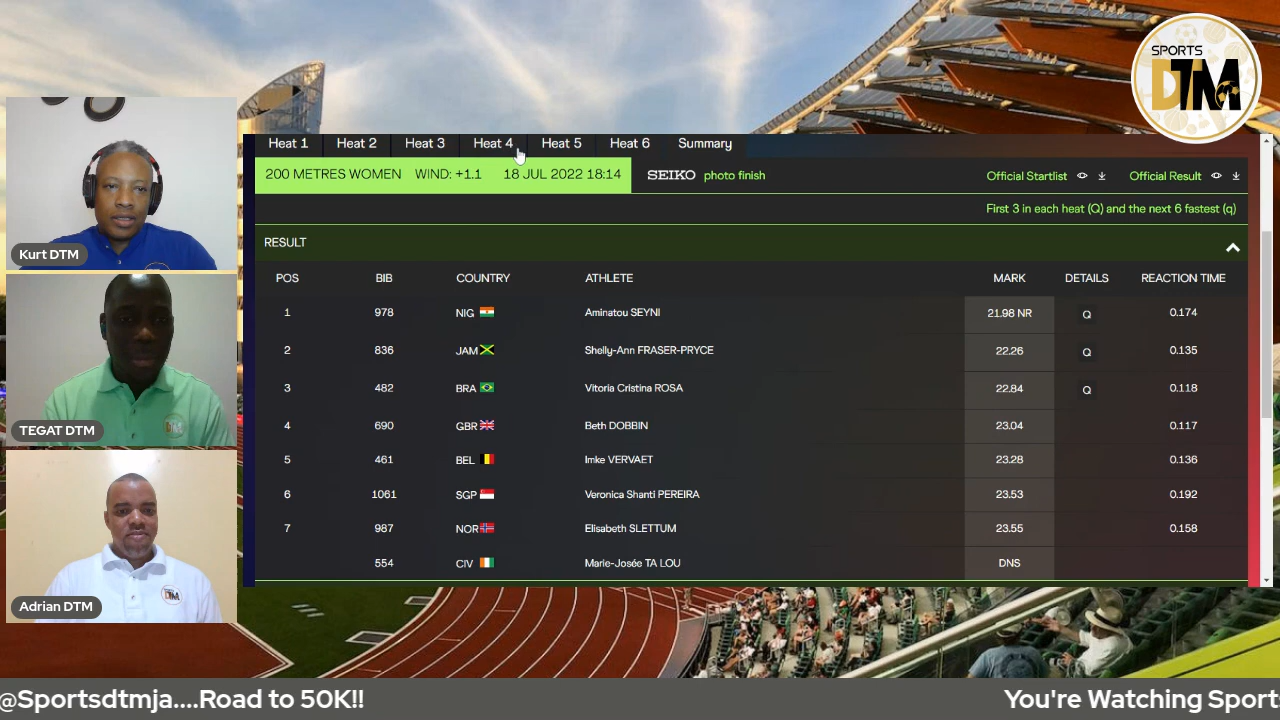 SPORTS
DTM
Heat 1 Heat 2 Heat 3 Heat 4 Heat 5 Heat 6 Summary
200 METRES WOMEN WIND: +1.1 18 JUL 2022 18:14 SEIKO photo finish Official Startlist Official Result
First 3 in each heat (Q) and the next 6 fastest (q)
RESULT
POS BIB COUNTRY ATHLETE MARK DETAILS REACTION TIME
1 978 NIG Aminatou SEYNI 21.98 NR Q 0.174
2 836 JAM Shelly-Ann FRASER-PRYCE 22.26 Q 0.135
3 482 BRA Vitoria Cristina ROSA 22.84 Q 0.118
4 690 GBR Beth DOBBIN 23.04 0.117
5 461 BEL Imke VERVAET 23.28 0.136
6 1061 SGP Veronica Shanti PEREIRA 23.53 0.192
7 987 NOR Elisabeth SLETTUM 23.55 0.158
554 CIV Marie-Josée TA LOU DNS
Kurt DTM
TEGAT DTM
Adrian DTM
@Sportsdtmja....Road to 50K!! You're Watching Sport